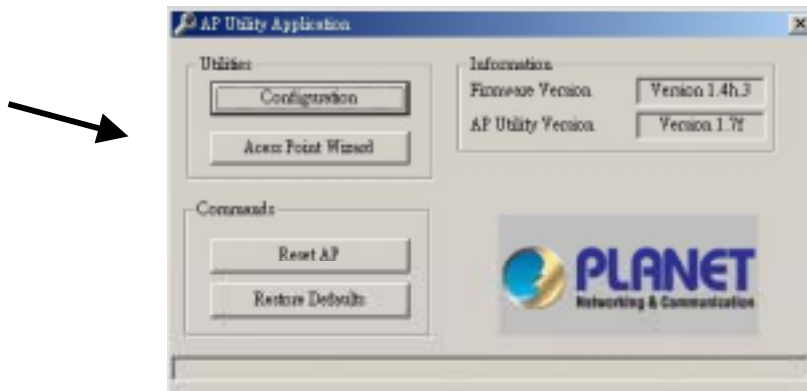 AP Utility Application
Utilities
Configuration
Acess Point Wizard
Information
Firmware Version Version 1.4h.3
AP Utility Version Version 1.7f
Commands
Reset AP
Restore Defaults
PLANET
Networking & Communication